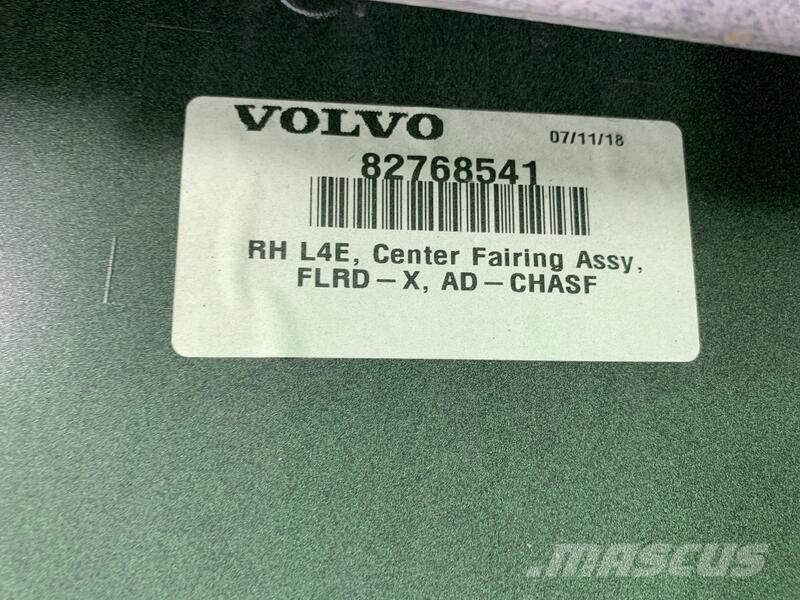 VOLVO
07/11/18
82768541
RH L4E, Center Fairing Assy,
FLRD-X, AD-CHASF
MASCUS